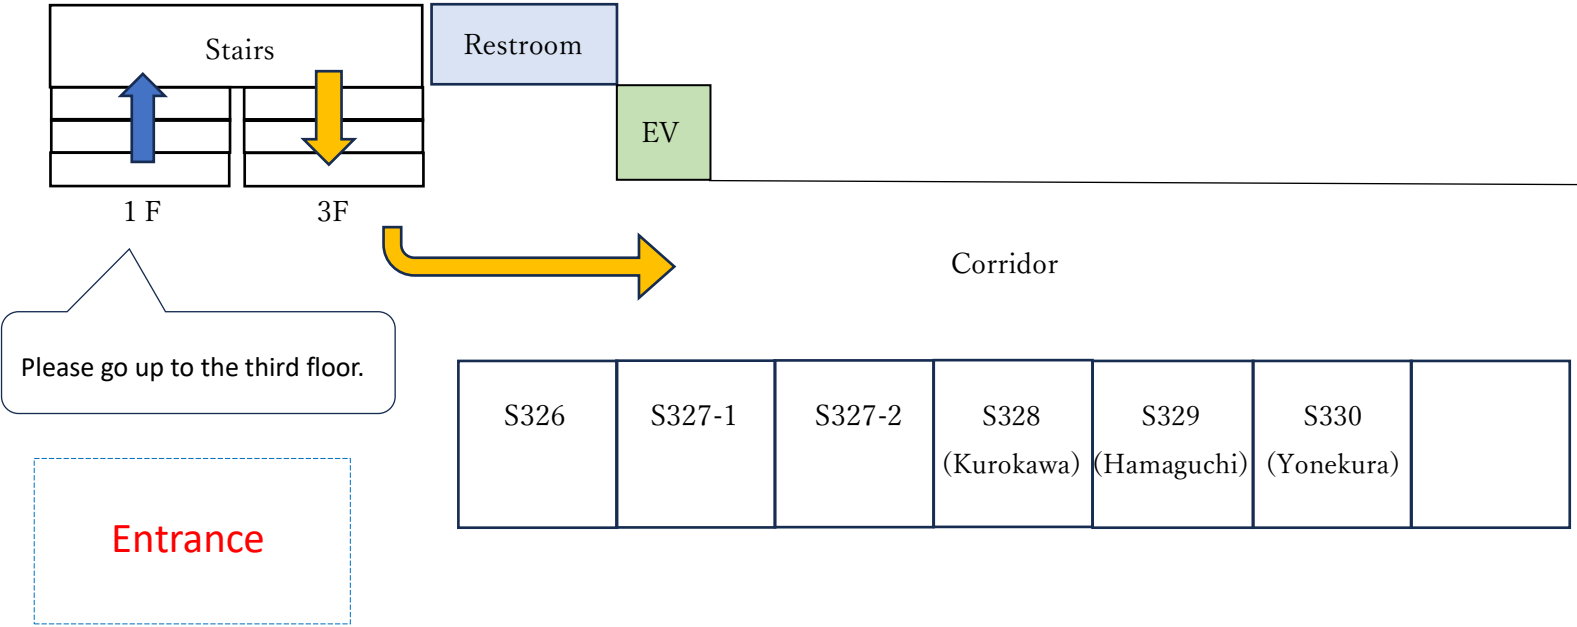 Stairs
Restroom
EV
1 F
3F
Corridor
Please go up to the third floor.
S326
S327-1
S327-2
S328
(Kurokawa)
S329
(Hamaguchi)
S330
(Yonekura)
Entrance